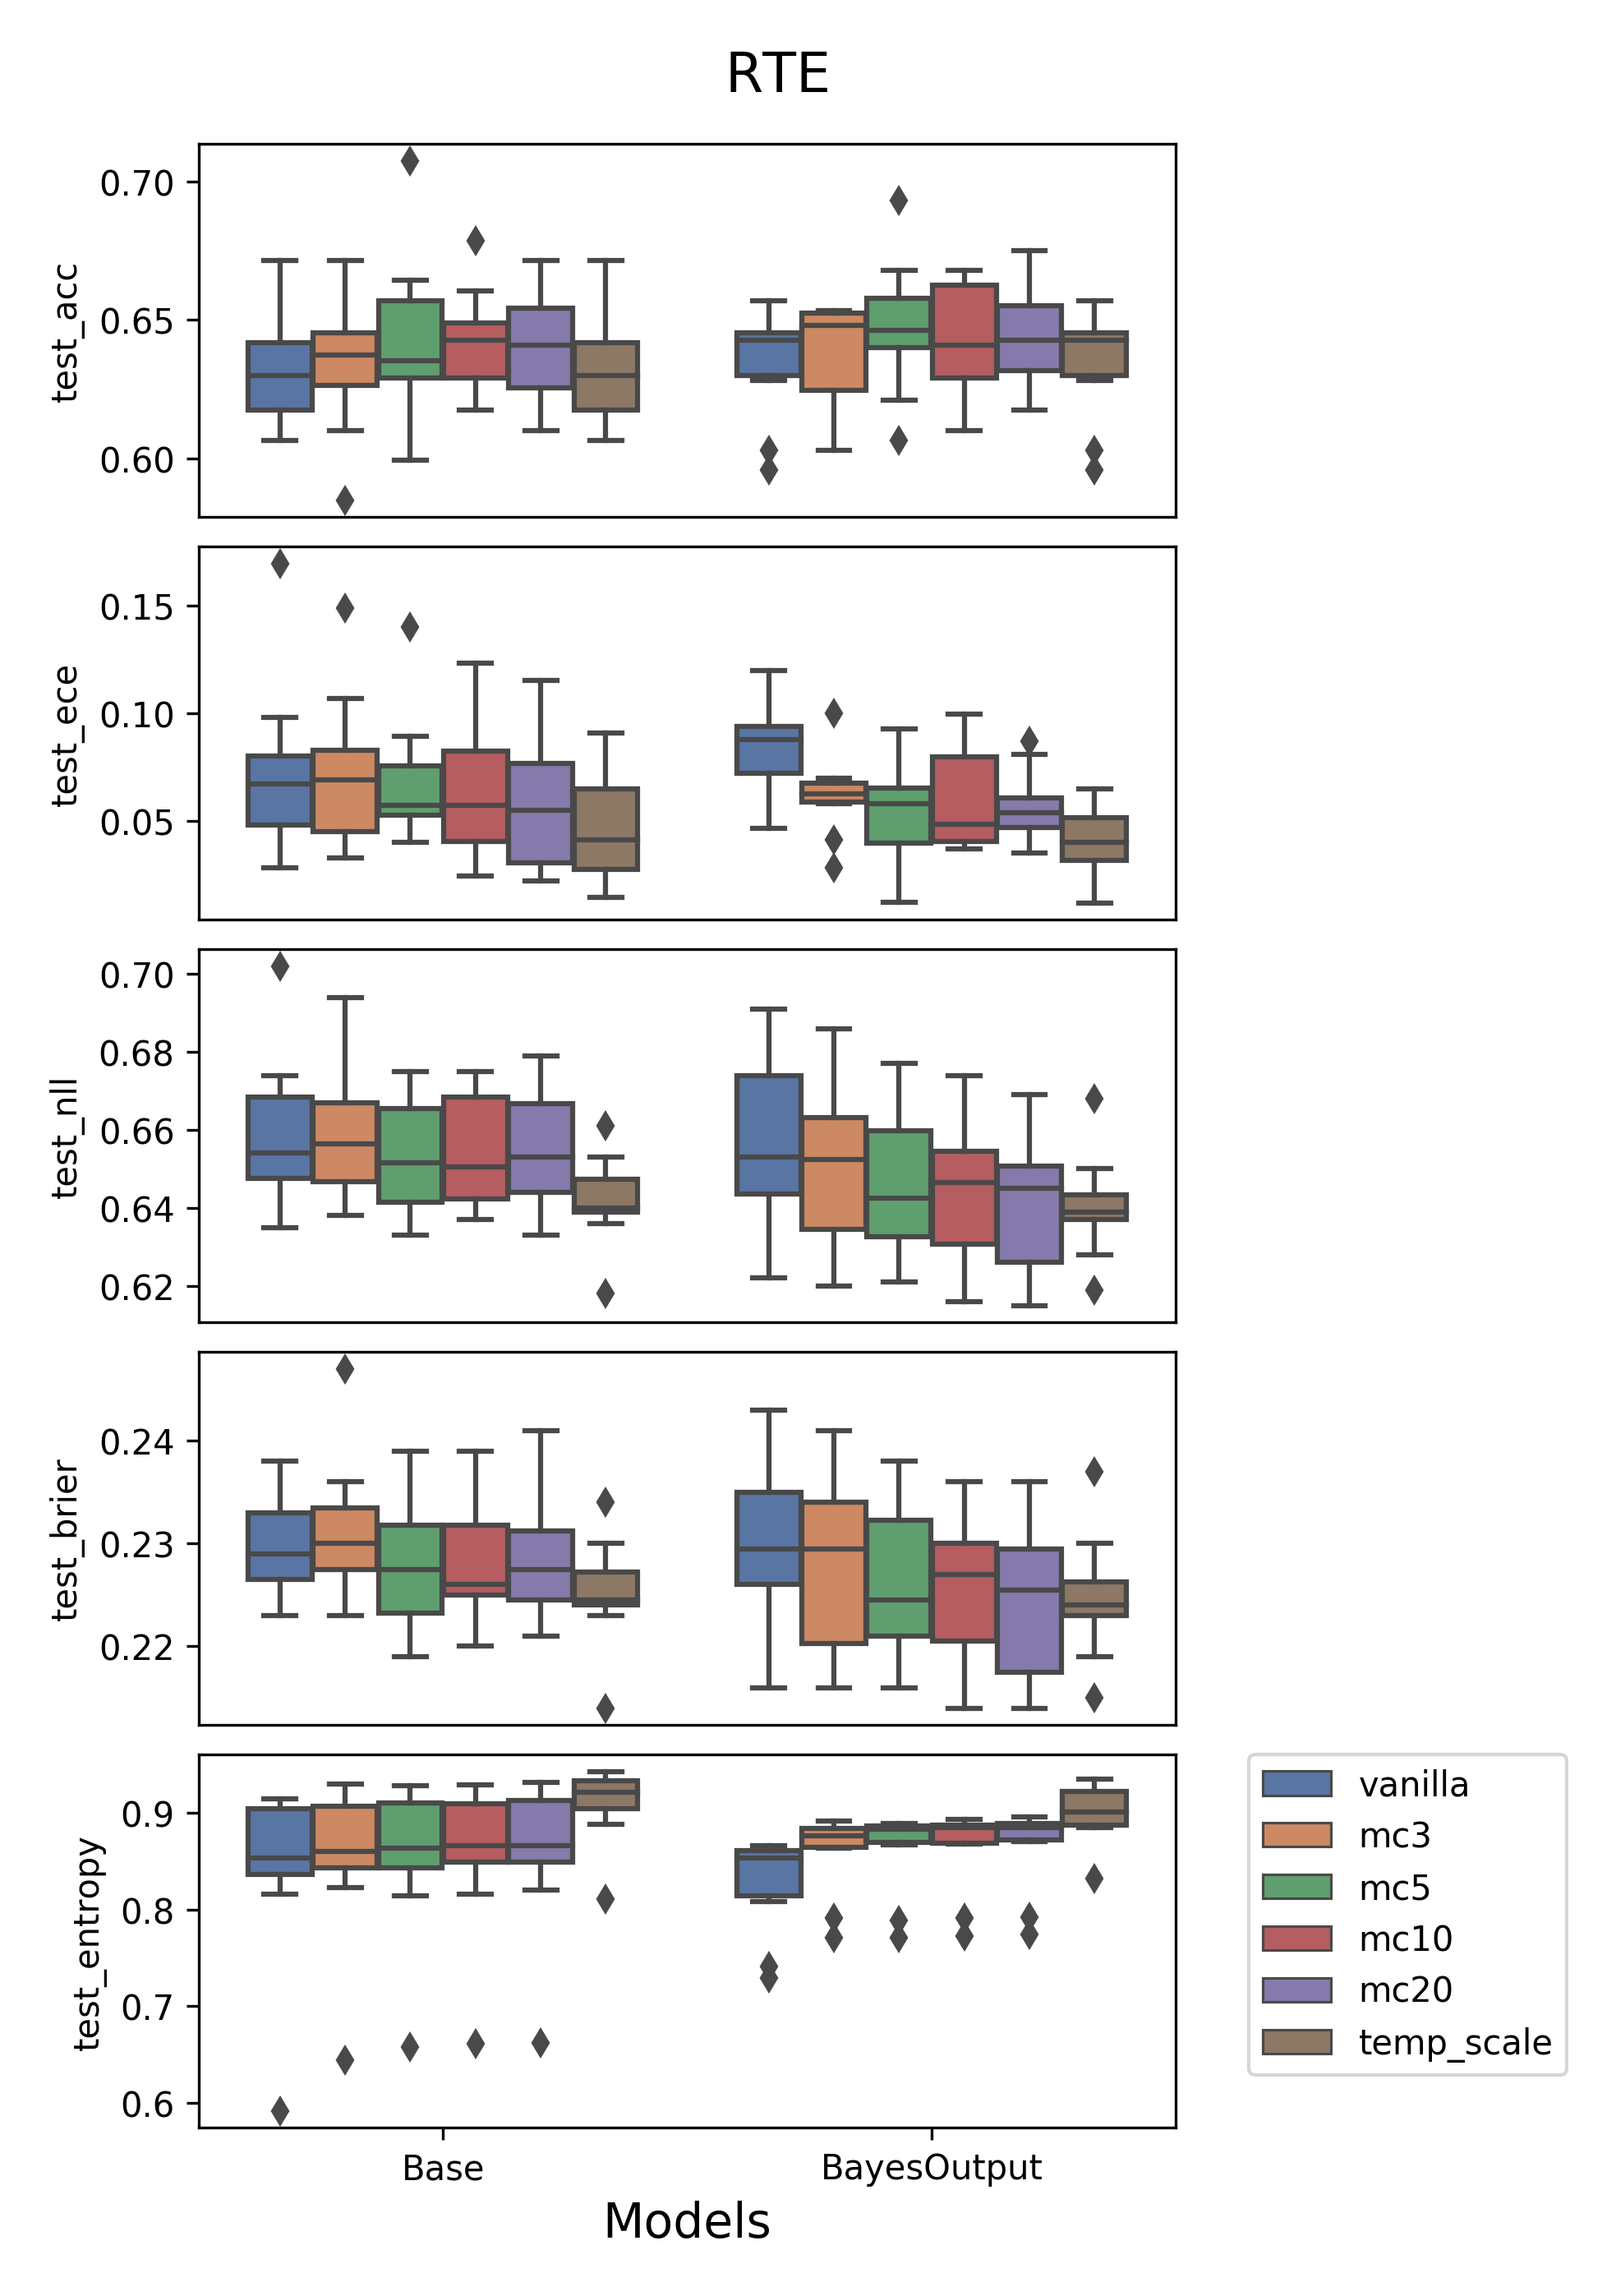 RTE
test_acc
0.70
0.65
0.60
test_ece
0.15
0.10
0.05
test_nll
0.70
0.68
0.66
0.64
0.62
test_brier
0.24
0.23
0.22
test_entropy
0.9
0.8
0.7
0.6
Base
BayesOutput
Models
vanilla
mc3
mc5
mc10
mc20
temp_scale